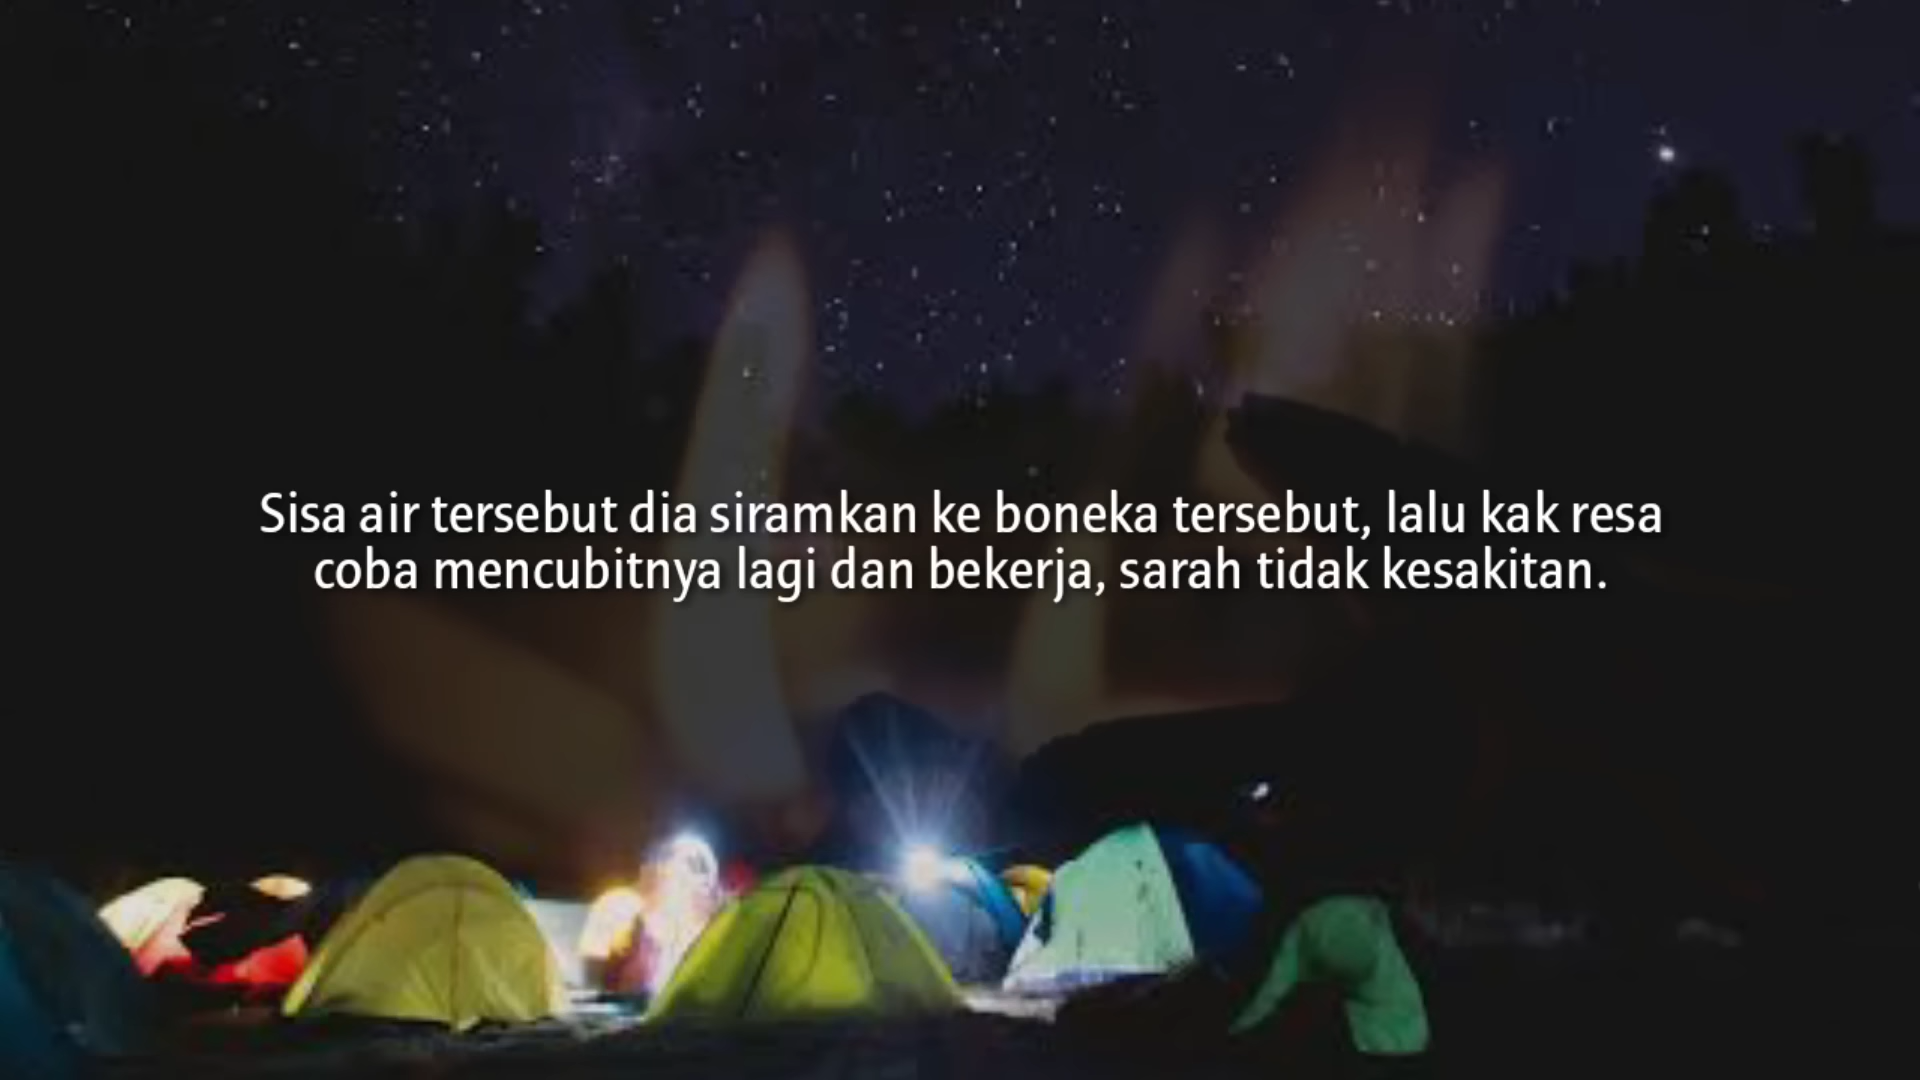 Sisa air tersebut dia siramkan ke boneka tersebut, lalu kak resa
coba mencubitnya lagi dan bekerja, sarah tidak kesakitan.